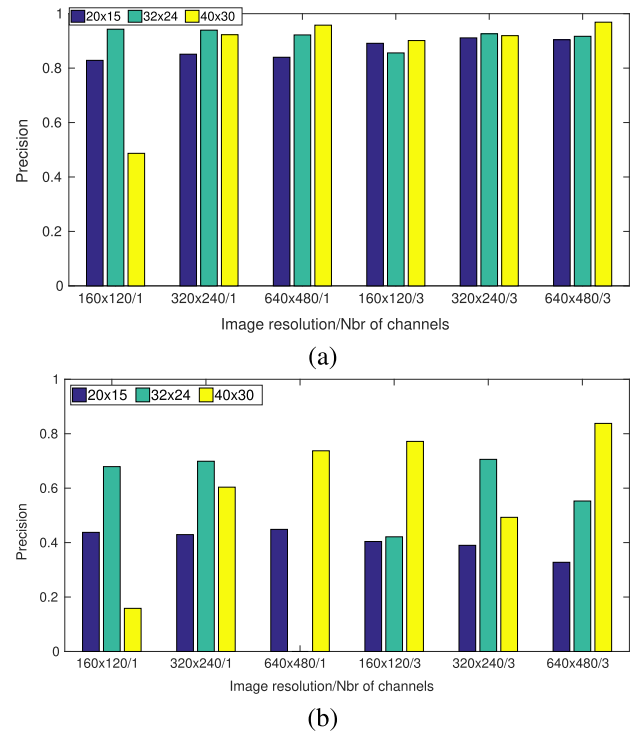 20x15 32x24 40x30
1
0.8
0.6
0.4
0.2
0
Precision
160x120/1 320x240/1 640x480/1 160x120/3 320x240/3 640x480/3
Image resolution/Nbr of channels
(a)
20x15 32x24 40x30
1
0.8
0.6
0.4
0.2
0
Precision
160x120/1 320x240/1 640x480/1 160x120/3 320x240/3 640x480/3
Image resolution/Nbr of channels
(b)